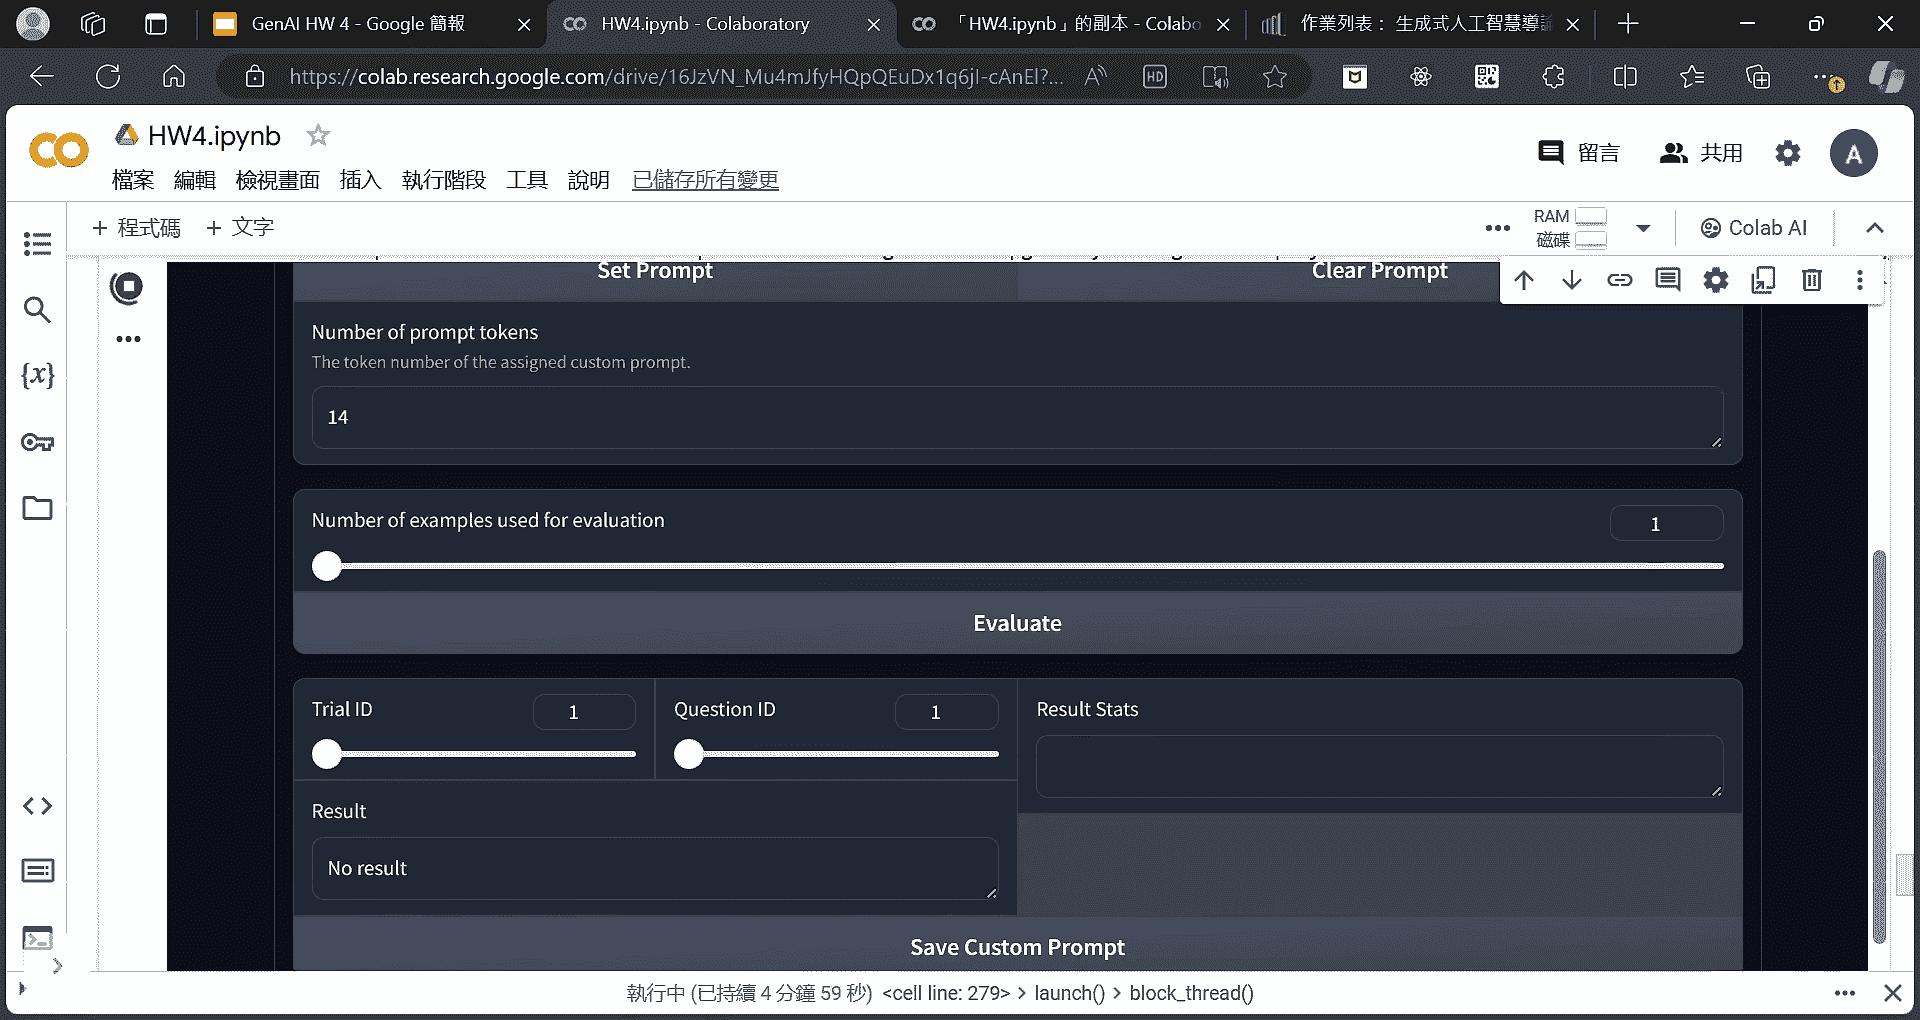 GenAI HW 4 - Google 簡報
HW4.ipynb - Colaboratory
「HW4.ipynb」的副本 - Colabo
作業列表： 生成式人工智慧導論
https://colab.research.google.com/drive/16JzVN_Mu4mJfyHQpQEuDx1q6jI-cAnEl?...
HD
HW4.ipynb
留言
共用
A
檔案 編輯 檢視畫面 插入 執行階段 工具 說明 已儲存所有變更
+ 程式碼 + 文字
RAM
磁碟
Colab AI
{x}
Set Prompt
Clear Prompt
Number of prompt tokens
The token number of the assigned custom prompt.
14
Number of examples used for evaluation
1
Evaluate
Trial ID
1
Question ID
1
Result Stats
Result
No result
Save Custom Prompt
執行中 (已持續 4 分鐘 59 秒) <cell line: 279> > launch() > block_thread()